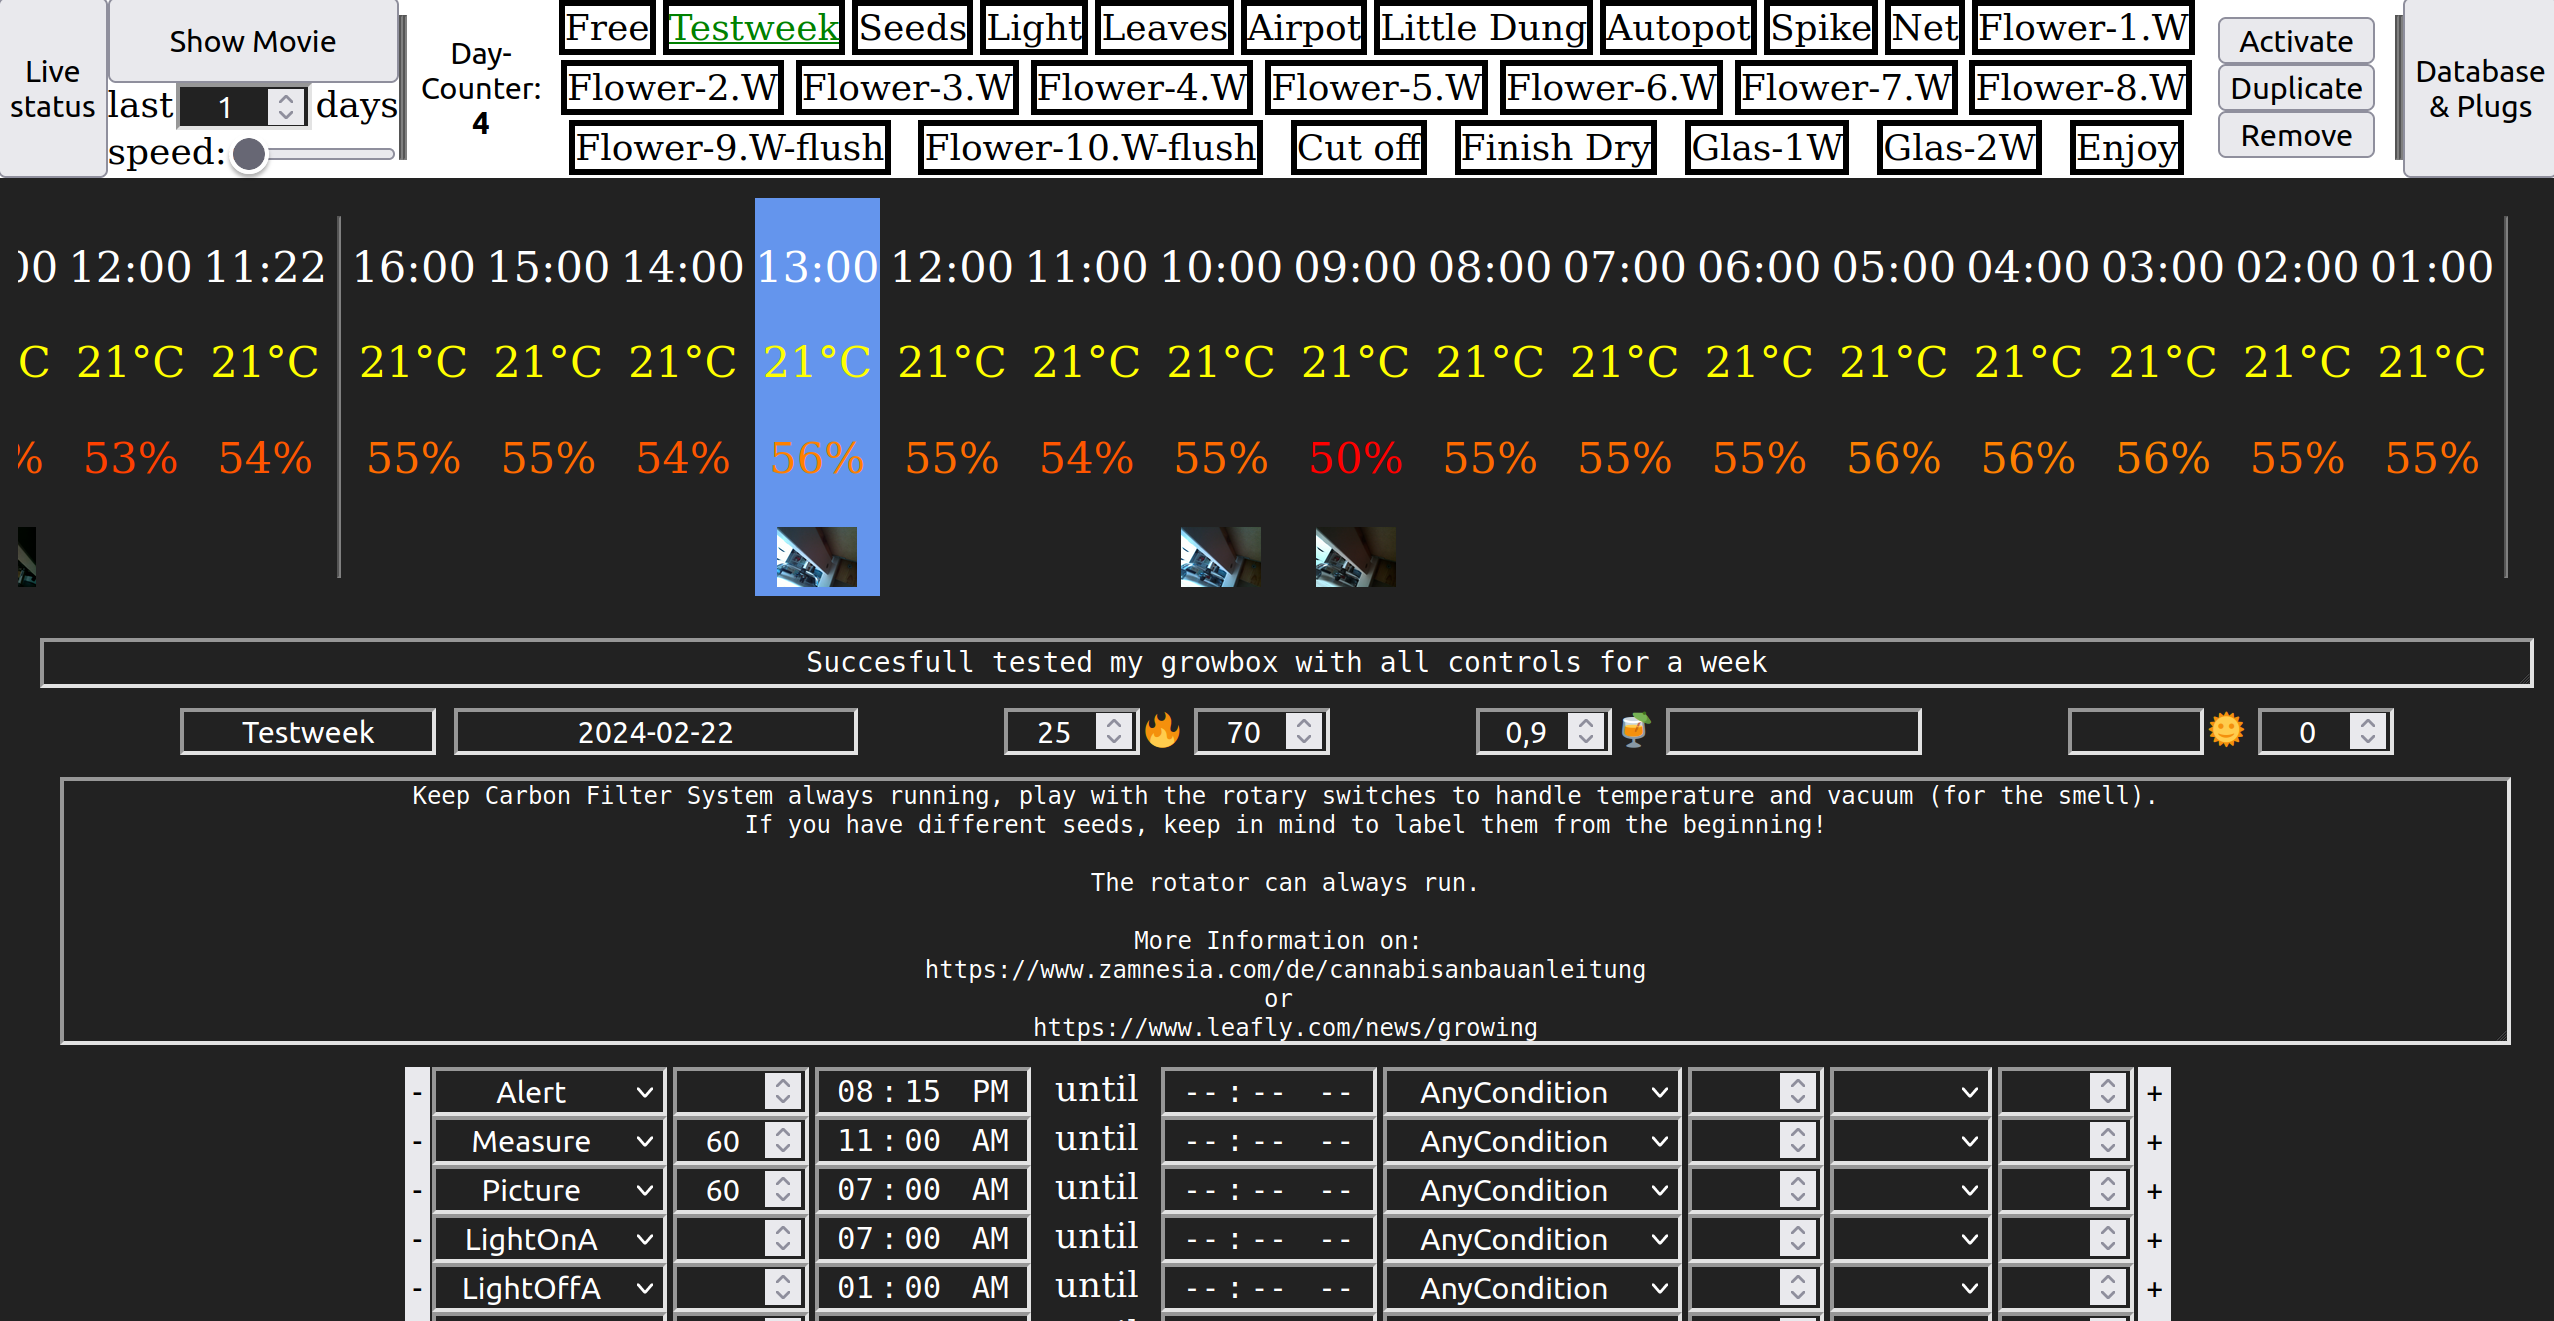 Live status
Show Movie
last 1 days
speed:
Day-Counter: 4
Free Testweek Seeds Light Leaves Airpot Little Dung Autopot Spike Net Flower-1.W
Flower-2.W Flower-3.W Flower-4.W Flower-5.W Flower-6.W Flower-7.W Flower-8.W
Flower-9.W-flush Flower-10.W-flush Cut off Finish Dry Glas-1W Glas-2W Enjoy
Activate
Duplicate
Remove
Database & Plugs
00 12:00 11:22 16:00 15:00 14:00 13:00 12:00 11:00 10:00 09:00 08:00 07:00 06:00 05:00 04:00 03:00 02:00 01:00
C 21°C 21°C 21°C 21°C 21°C 21°C 21°C 21°C 21°C 21°C 21°C 21°C 21°C 21°C 21°C 21°C 21°C 21°C
% 53% 54% 55% 55% 54% 56% 55% 54% 55% 50% 55% 55% 55% 56% 56% 56% 55% 55%
Succesfull tested my growbox with all controls for a week
Testweek 2024-02-22 25 70 0,9 0
Keep Carbon Filter System always running, play with the rotary switches to handle temperature and vacuum (for the smell).
If you have different seeds, keep in mind to label them from the beginning!
The rotator can always run.
More Information on:
https://www.zamnesia.com/de/cannabisanbauanleitung
or
https://www.leafly.com/news/growing
- Alert 08:15 PM until --:-- -- AnyCondition +
- Measure 60 11:00 AM until --:-- -- AnyCondition +
- Picture 60 07:00 AM until --:-- -- AnyCondition +
- LightOnA 07:00 AM until --:-- -- AnyCondition +
- LightOffA 01:00 AM until --:-- -- AnyCondition +